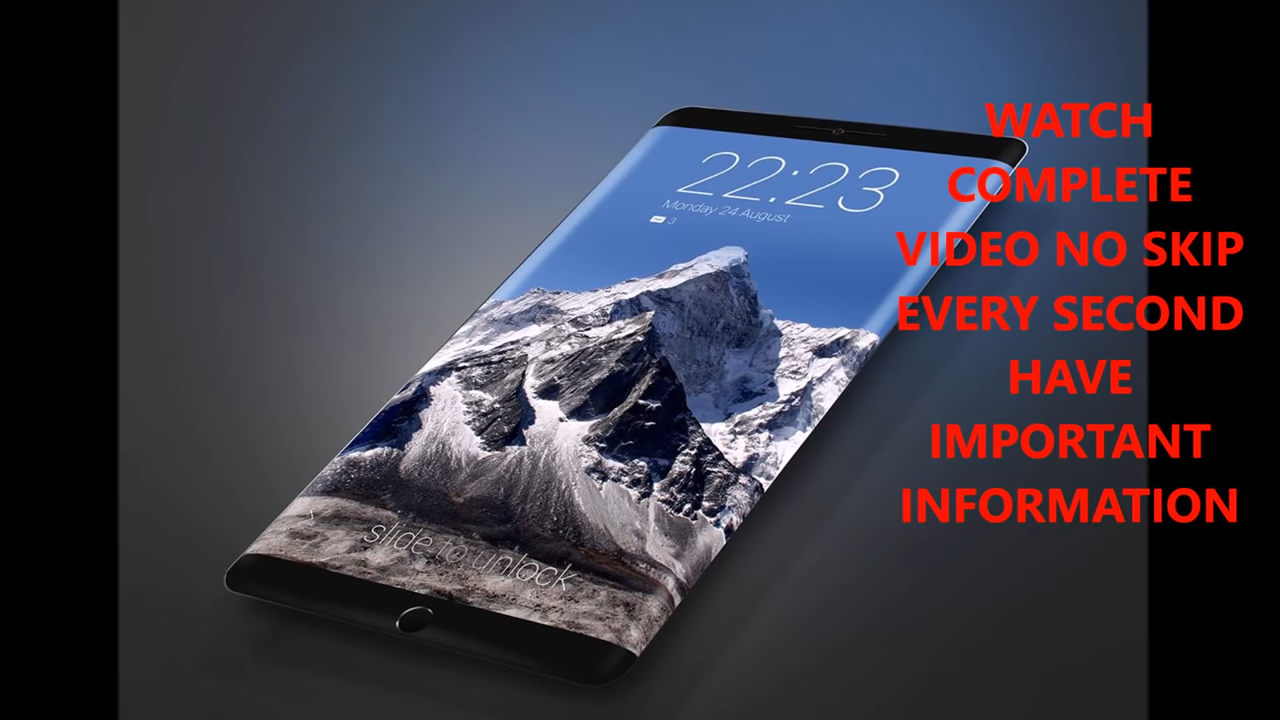 22:23
Monday 24 August
3
slide to unlock
WATCH
COMPLETE
VIDEO NO SKIP
EVERY SECOND
HAVE
IMPORTANT
INFORMATION